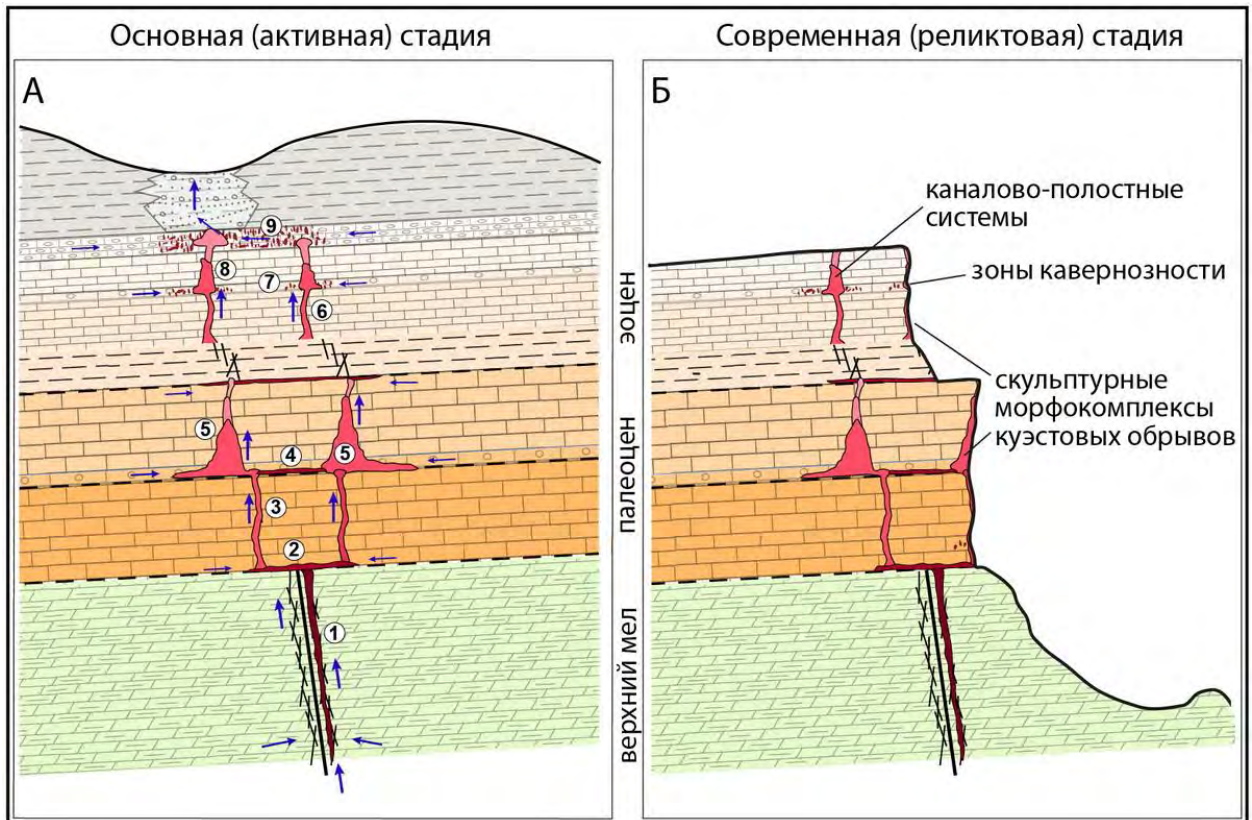 Основная (активная) стадия
Современная (реликтовая) стадия
А
Б
9
8
7
6
5
4
5
3
2
1
эоцен
палеоцен
верхний мел
каналово-полостные
системы
зоны кавернозности
скульптурные
морфокомплексы
куэстовых обрывов